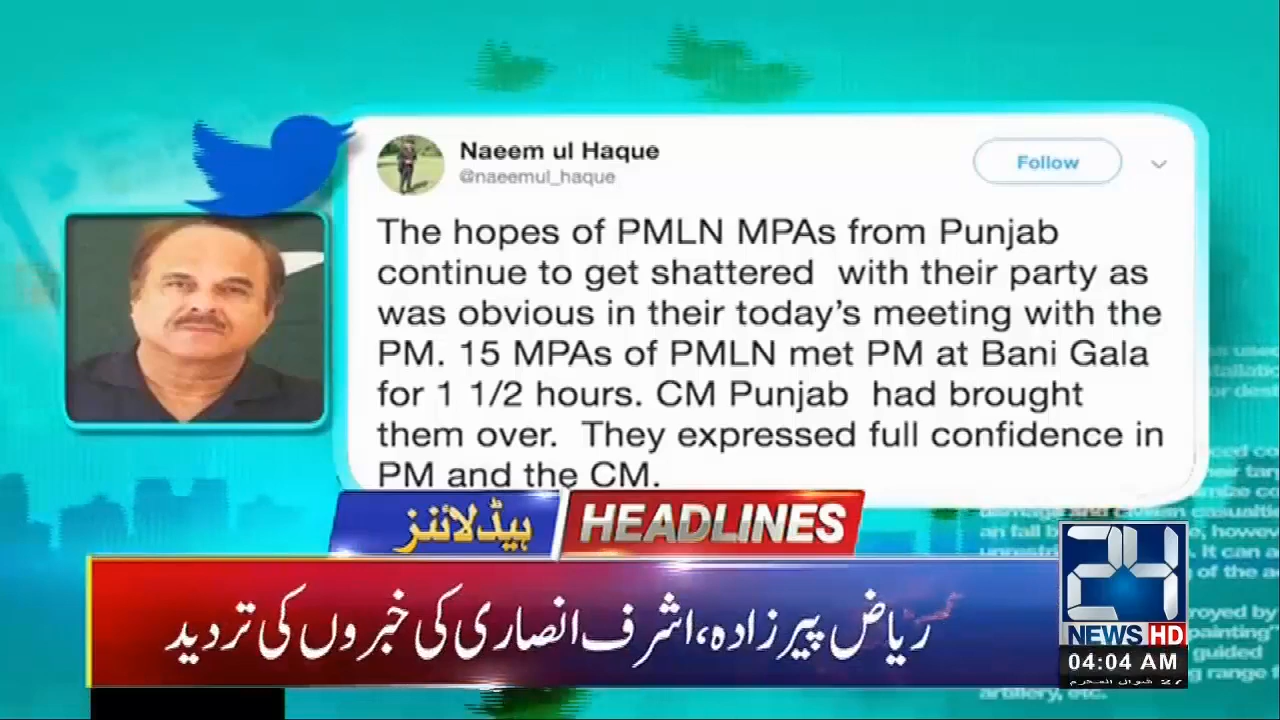 Naeem ul Haque
@naeemul_haque
Follow
The hopes of PMLN MPAs from Punjab
continue to get shattered with their party as
was obvious in their today's meeting with the
PM. 15 MPAs of PMLN met PM at Bani Gala
for 1 1/2 hours. CM Punjab had brought
them over. They expressed full confidence in
PM and the CM.
ہیڈلائنز
HEADLINES
ریاض پیرزادہ، اشرف انصاری کی خبروں کی تردید
24
NEWS HD
04:04 AM
artillery, etc.